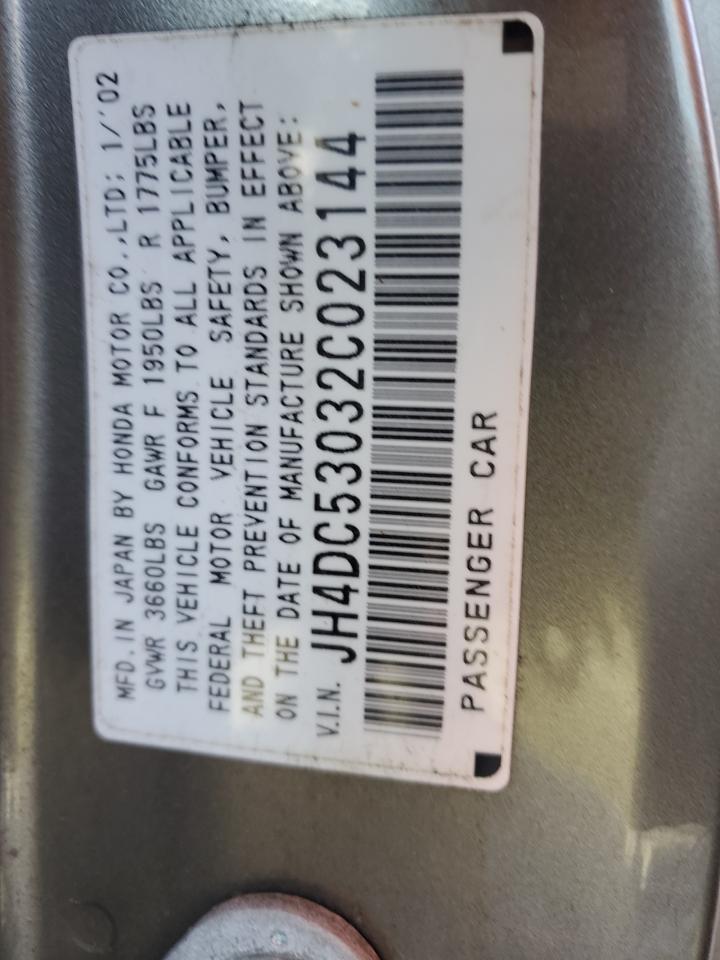 MFD. IN JAPAN BY HONDA MOTOR CO.,LTD; 1/'02
GVWR 3660LBS GAWR F 1950LBS R 1775LBS
THIS VEHICLE CONFORMS TO ALL APPLICABLE
FEDERAL MOTOR VEHICLE SAFETY, BUMPER,
AND THEFT PREVENTION STANDARDS IN EFFECT
ON THE DATE OF MANUFACTURE SHOWN ABOVE:
V.I.N. JH4DC53032C023144
PASSENGER CAR